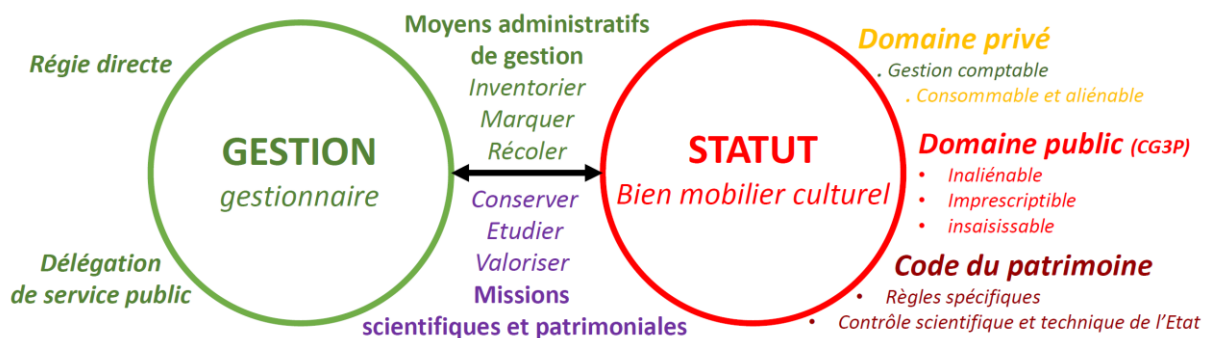 Régie directe
GESTION
gestionnaire
Délégation
de service public
Moyens administratifs
de gestion
Inventorier
Marquer
Récoler
Conserver
Etudier
Valoriser
Missions
scientifiques et patrimoniales
STATUT
Bien mobilier culturel
Domaine privé
. Gestion comptable
. Consommable et aliénable
Domaine public (CG3P)
• Inaliénable
• Imprescriptible
• insaisissable
Code du patrimoine
• Règles spécifiques
• Contrôle scientifique et technique de l’Etat